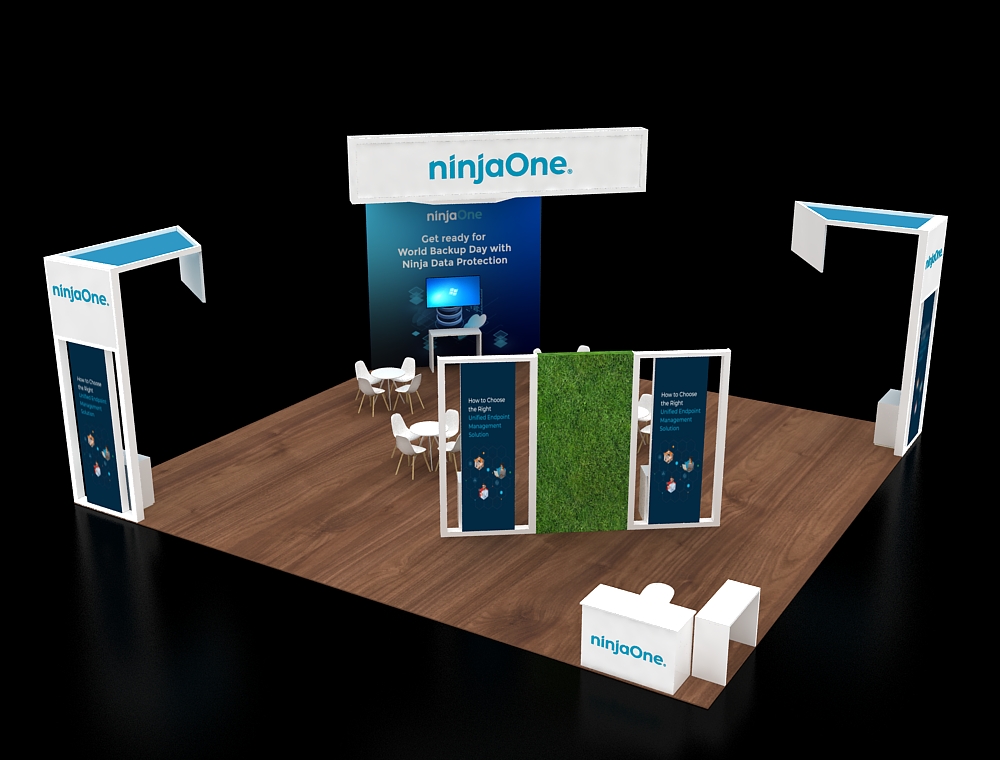 ninjaOne®
ninjaOne
Get ready for
World Backup Day with
Ninja Data Protection
ninjaOne.
How to Choose
the Right
Unified Endpoint
Management
Solution
How to Choose
the Right
Unified Endpoint
Management
Solution
How to Choose
the Right
Unified Endpoint
Management
Solution
ninjaOne.
ninjaOne.